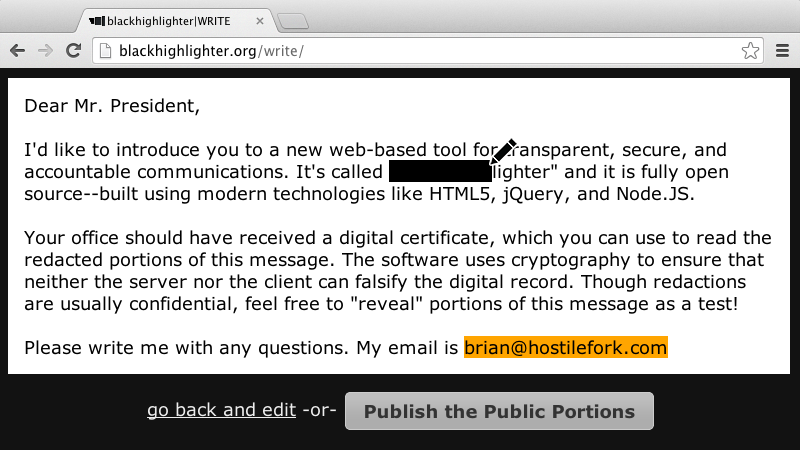 blackhighlighter|WRITE
blackhighlighter.org/write/
Dear Mr. President,
I'd like to introduce you to a new web-based tool for transparent, secure, and
accountable communications. It's called lighter" and it is fully open
source--built using modern technologies like HTML5, jQuery, and Node.JS.
Your office should have received a digital certificate, which you can use to read the
redacted portions of this message. The software uses cryptography to ensure that
neither the server nor the client can falsify the digital record. Though redactions
are usually confidential, feel free to "reveal" portions of this message as a test!
Please write me with any questions. My email is brian@hostilefork.com
go back and edit -or- Publish the Public Portions